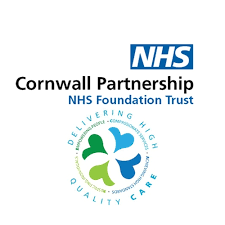 NHS
Cornwall Partnership
NHS Foundation Trust
DELIVERING HIGH
QUALITY CARE